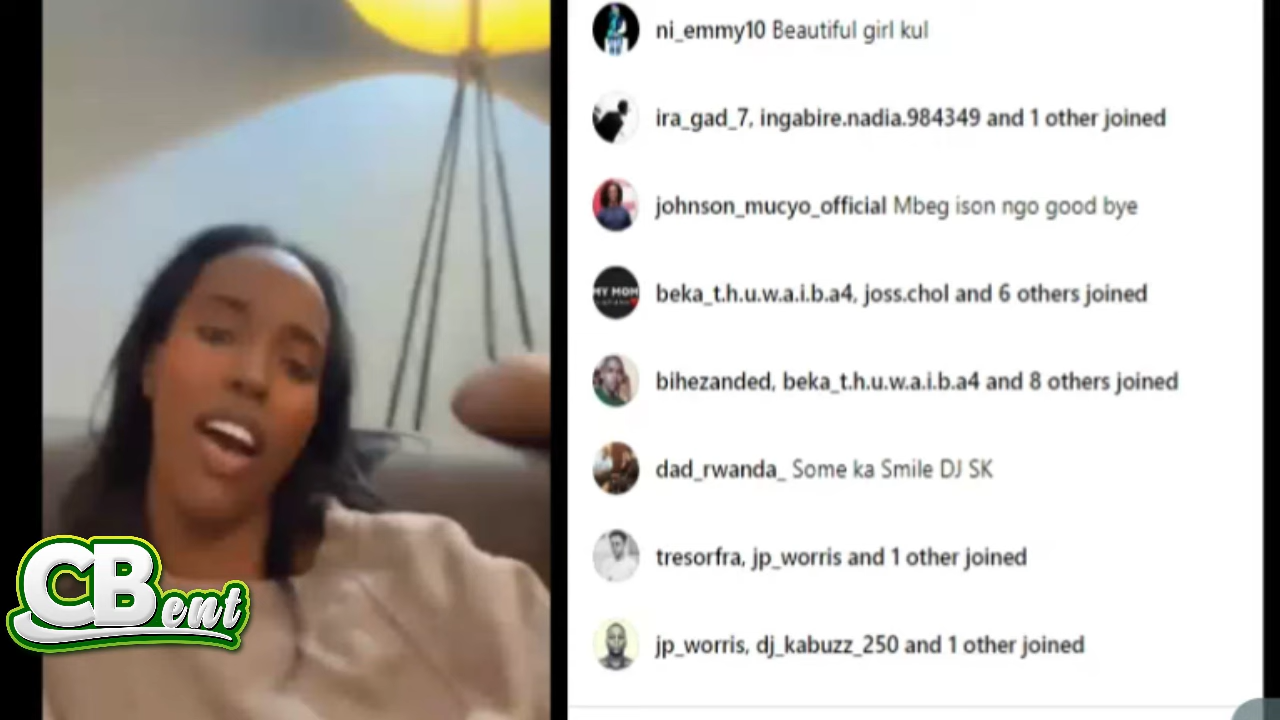 ni_emmy10 Beautiful girl kul
ira_gad_7, ingabire.nadia.984349 and 1 other joined
johnson_mucyo_official Mbeg ison ngo good bye
MY MOM
beka_t.h.u.w.a.i.b.a4, joss.chol and 6 others joined
bihezanded, beka_t.h.u.w.a.i.b.a4 and 8 others joined
dad_rwanda_ Some ka Smile DJ SK
tresorfra, jp_worris and 1 other joined
jp_worris, dj_kabuzz_250 and 1 other joined
CBent